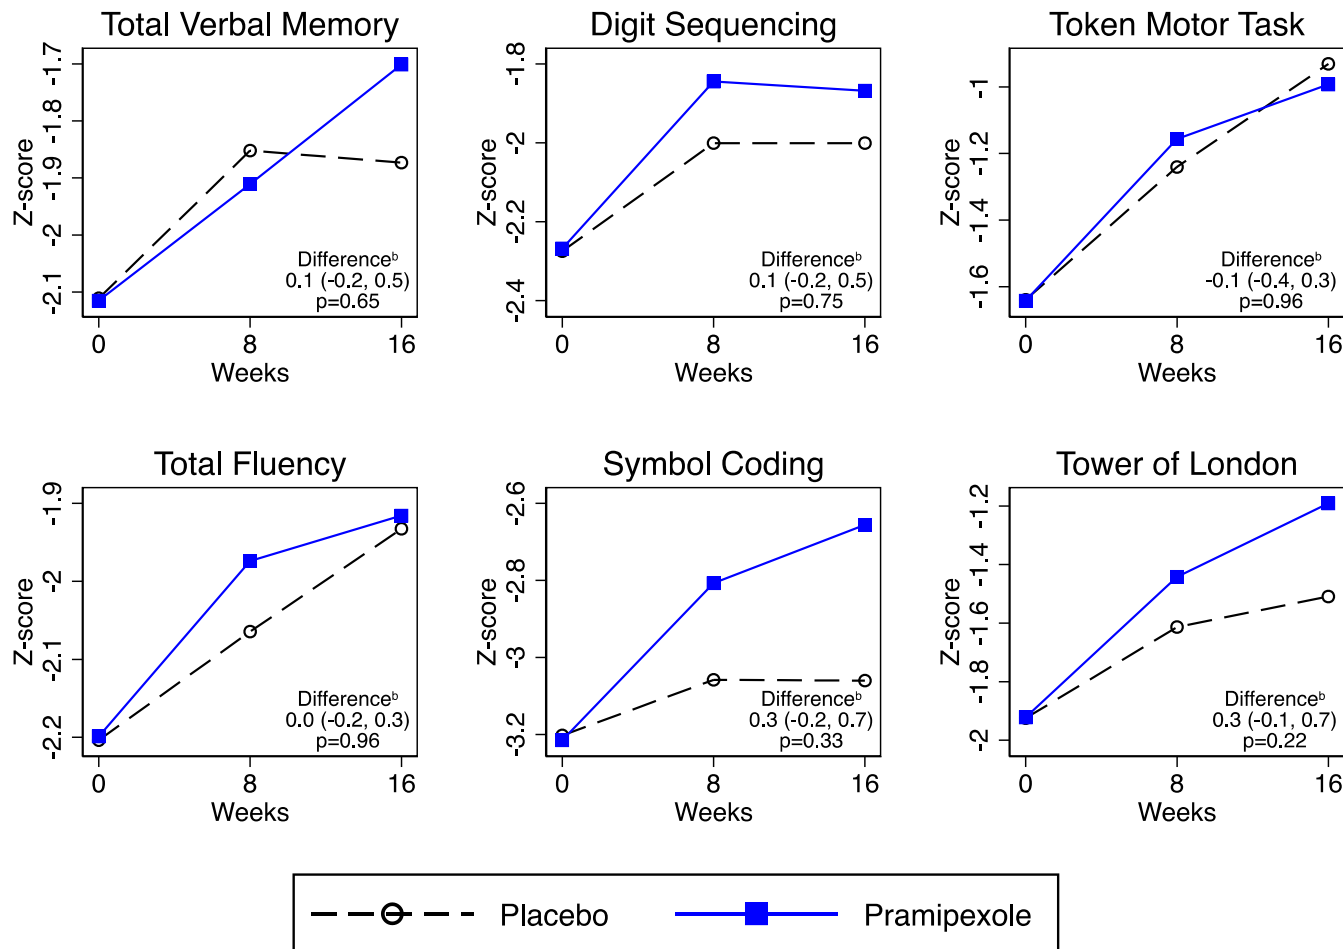 Total Verbal Memory
Z-score
-1.7
-1.8
-1.9
-2
-2.1
Difference^b
0.1 (-0.2, 0.5)
p=0.65
0
8
16
Weeks
Digit Sequencing
Z-score
-1.8
-2
-2.2
-2.4
Difference^b
0.1 (-0.2, 0.5)
p=0.75
0
8
16
Weeks
Token Motor Task
Z-score
-1
-1.2
-1.4
-1.6
Difference^b
-0.1 (-0.4, 0.3)
p=0.96
0
8
16
Weeks
Total Fluency
Z-score
-1.9
-2
-2.1
-2.2
Difference^b
0.0 (-0.2, 0.3)
p=0.96
0
8
16
Weeks
Symbol Coding
Z-score
-2.6
-2.8
-3
-3.2
Difference^b
0.3 (-0.2, 0.7)
p=0.33
0
8
16
Weeks
Tower of London
Z-score
-1.2
-1.4
-1.6
-1.8
-2
Difference^b
0.3 (-0.1, 0.7)
p=0.22
0
8
16
Weeks
Placebo
Pramipexole